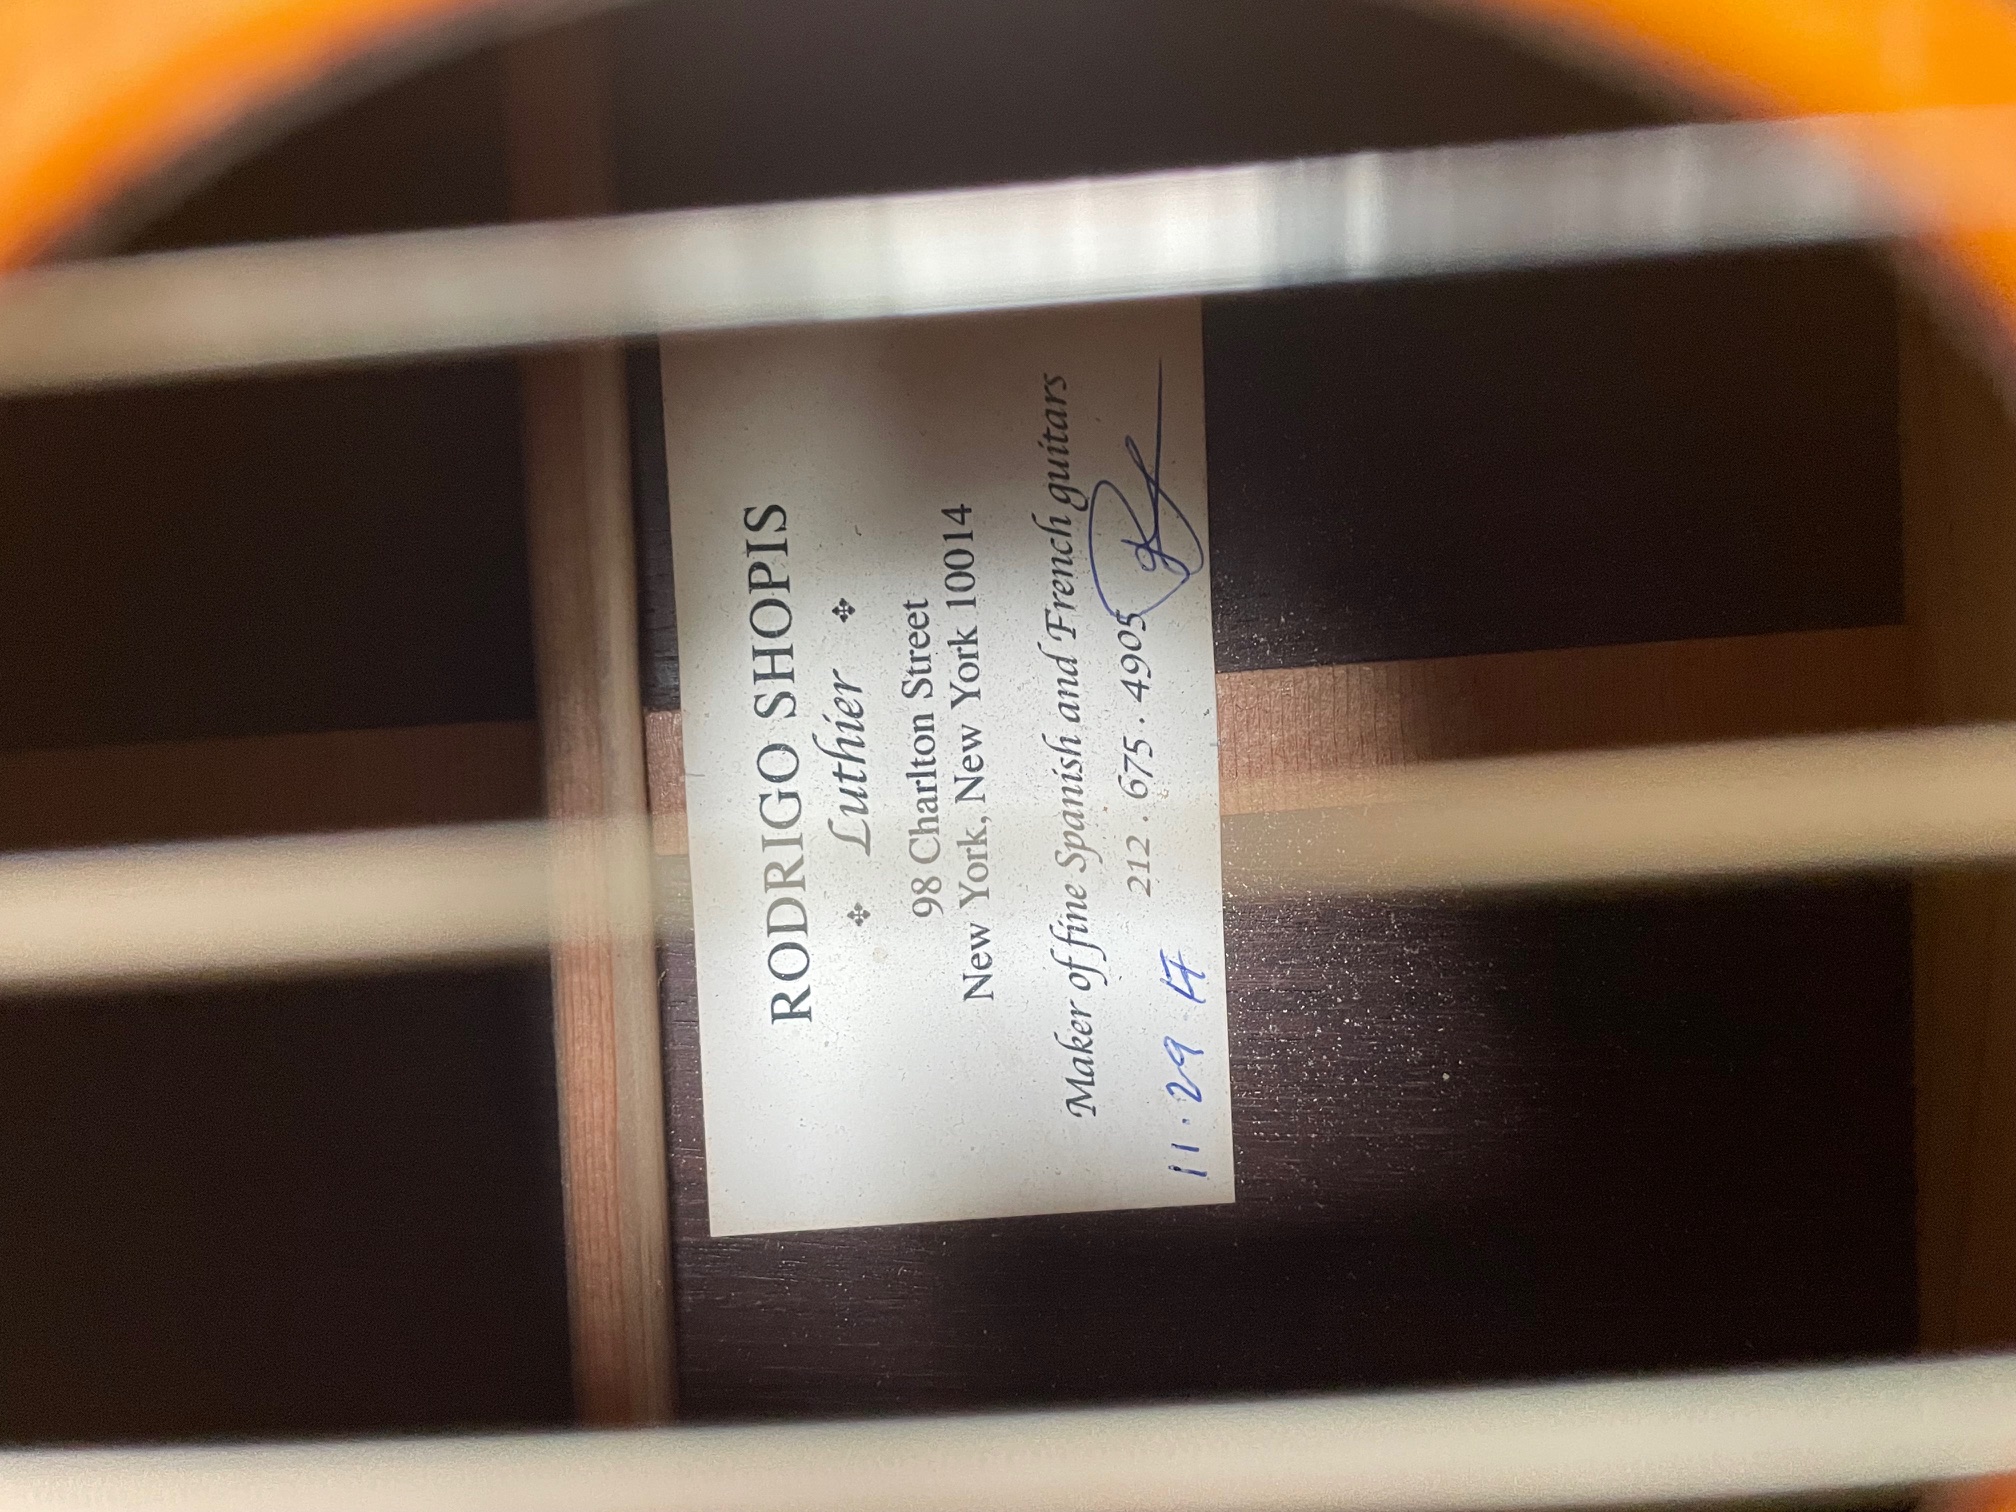 RODRIGO SHOPIS
✥ Luthier ✥
98 Charlton Street
New York, New York 10014
Maker of fine Spanish and French guitars
212 . 675 . 4905
11.29.17